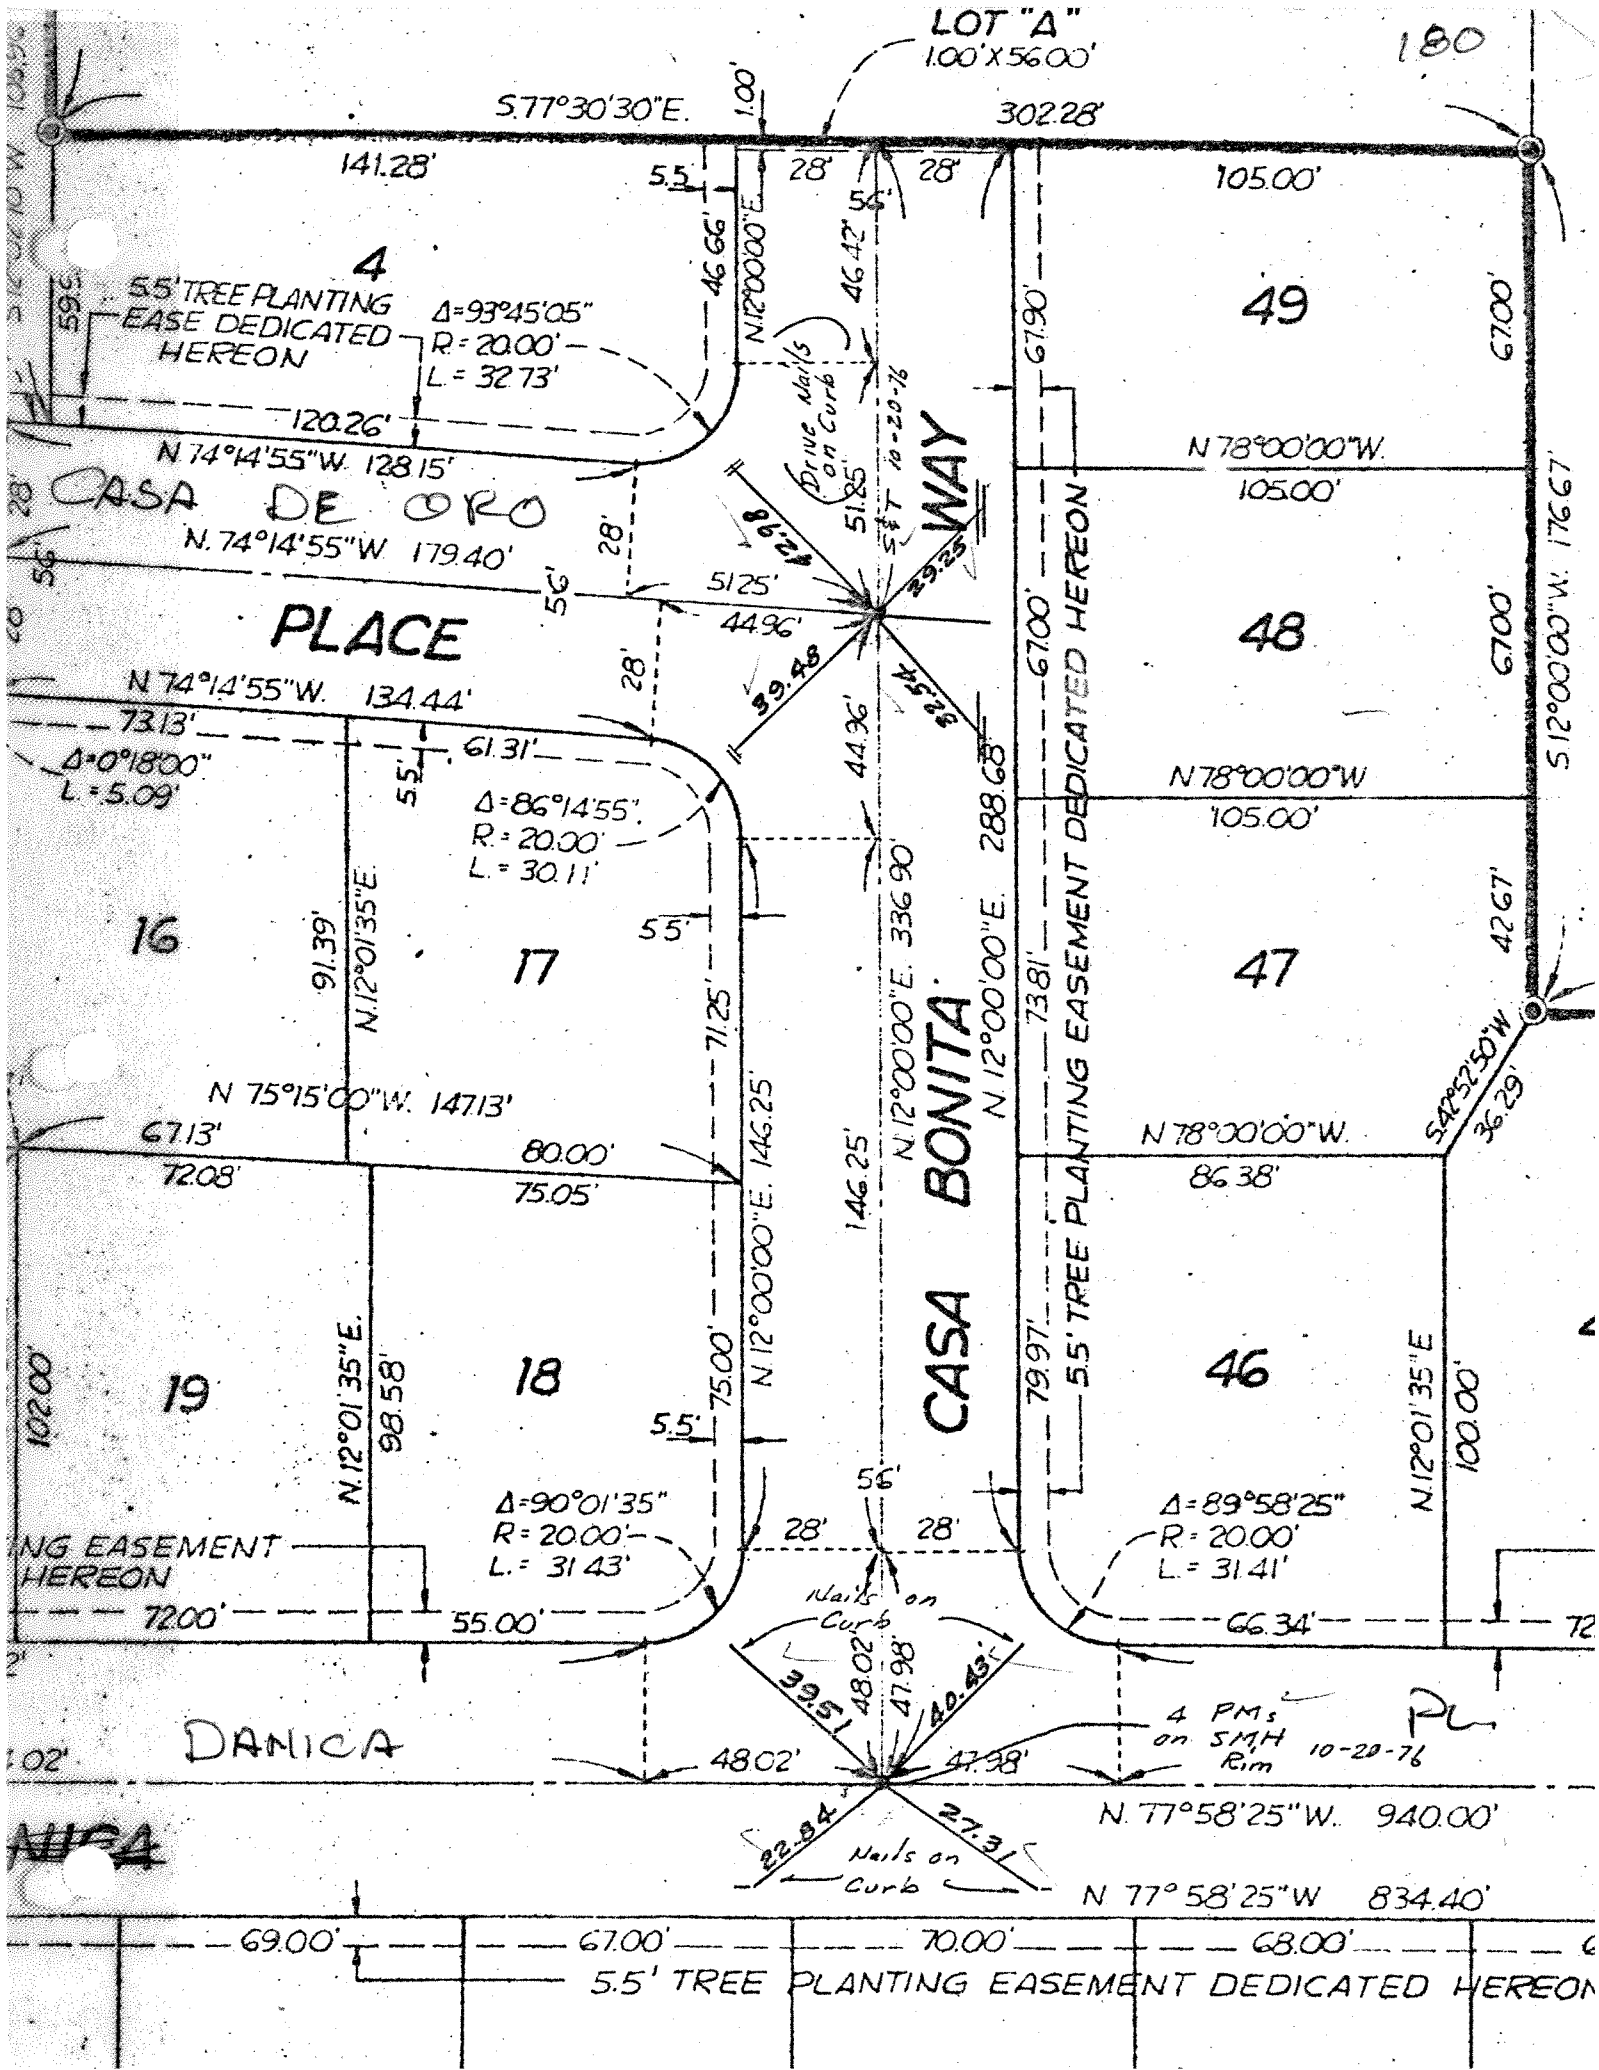 LOT "A"
1.00' X 56.00'
180
S.77°30'30"E.
1.00'
302.28'
141.28'
5.5'
28'
28'
56'
105.00'
46.66'
N.12°00'00"E.
46.42'
4
5.5' TREE PLANTING
EASE DEDICATED
HEREON
59.5
Δ=93°45'05"
R.= 20.00'
L.= 32.73'
Drive Nails
on Curb
51.25'
S&T 10-20-76
67.90'
49
67.00'
120.26'
N 74°14'55"W. 128.15'
CASA DE ORO
N. 74°14'55"W. 179.40'
28'
56'
28'
56'
28'
WAY
N 78°00'00"W.
105.00'
42.98
29.25
51.25'
44.96'
PLACE
28'
39.48
32.54
67.00'
48
67.00'
S.12°00'00"W. 176.67'
5.5' TREE PLANTING EASEMENT DEDICATED HEREON
N 74°14'55"W. 134.44'
73.13'
61.31'
5.5'
Δ=0°18'00"
L.= 5.09'
44.96'
N 78°00'00"W
105.00'
Δ=86°14'55"
R.= 20.00'
L.= 30.11'
288.68'
N.12°00'00"E.
N.12°00'00"E. 336.90'
16
91.39'
N.12°01'35"E.
17
5.5'
71.25'
73.81'
47
42.67'
S.42°52'50"W
36.29'
N 75°15'00"W. 147.13'
67.13'
80.00'
72.08'
75.05'
N 12°00'00"E. 146.25'
146.25'
CASA BONITA
N 78°00'00"W.
86.38'
102.00'
19
N.12°01'35"E.
98.58'
18
5.5'
75.00'
79.97'
46
N.12°01'35"E
100.00'
Δ=90°01'35"
R.= 20.00'
L.= 31.43'
56'
28'
28'
Δ=89°58'25"
R.= 20.00'
L.= 31.41'
NG EASEMENT
HEREON
72.00'
55.00'
Nails on
Curb
66.34'
72
48.02'
47.98'
39.51
40.43
DANICA
4 PMs
on SMH
Rim 10-20-76
PL
.02'
48.02'
47.98'
N. 77°58'25"W. 940.00'
22.84
27.31
Nails on
Curb
N 77°58'25"W 834.40'
69.00'
67.00'
70.00'
68.00'
6
5.5' TREE PLANTING EASEMENT DEDICATED HEREON